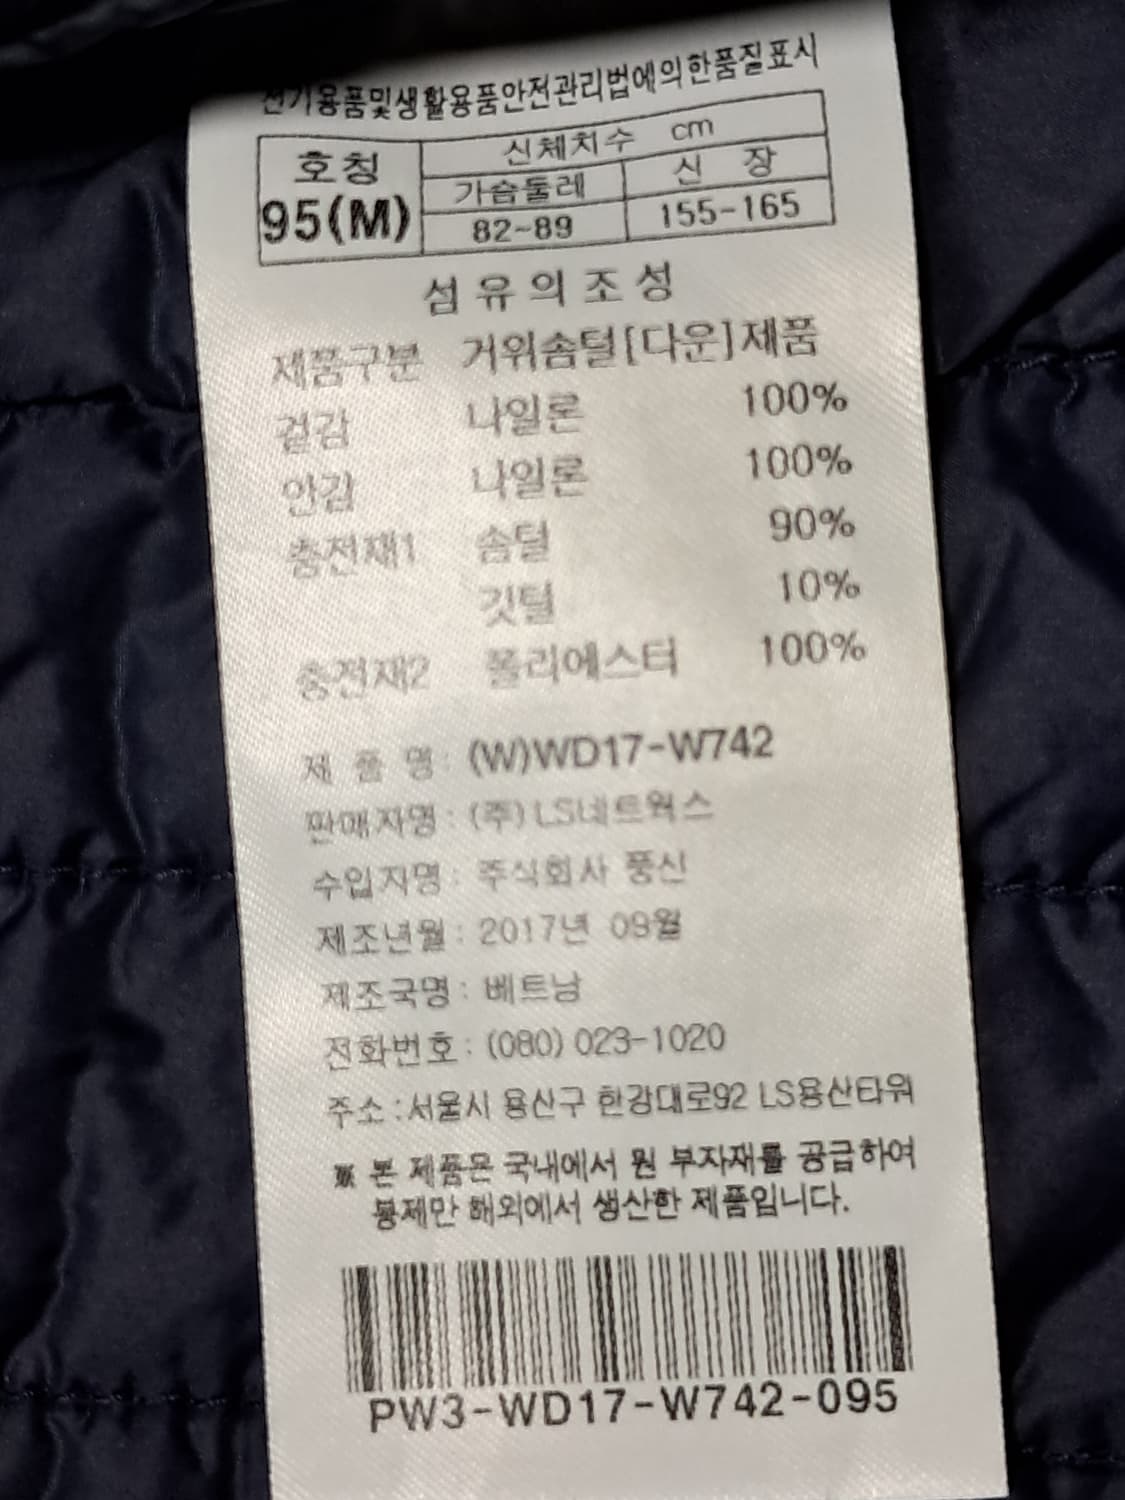 전기용품및생활용품안전관리법에의한품질표시
호칭 신체치수 cm
가슴둘레 신 장
95(M) 82-89 155-165
섬유의조성
제품구분 거위솜털[다운]제품
겉감 나일론 100%
안감 나일론 100%
충전재1 솜털 90%
깃털 10%
충전재2 폴리에스터 100%
제 품 명: (W)WD17-W742
판매자명: (주)LS네트웍스
수입자명: 주식회사 풍신
제조년월: 2017년 09월
제조국명: 베트남
전화번호: (080) 023-1020
주소:서울시 용산구 한강대로92 LS용산타워
※ 본 제품은 국내에서 원 부자재를 공급하여
봉제만 해외에서 생산한 제품입니다.
PW3-WD17-W742-095